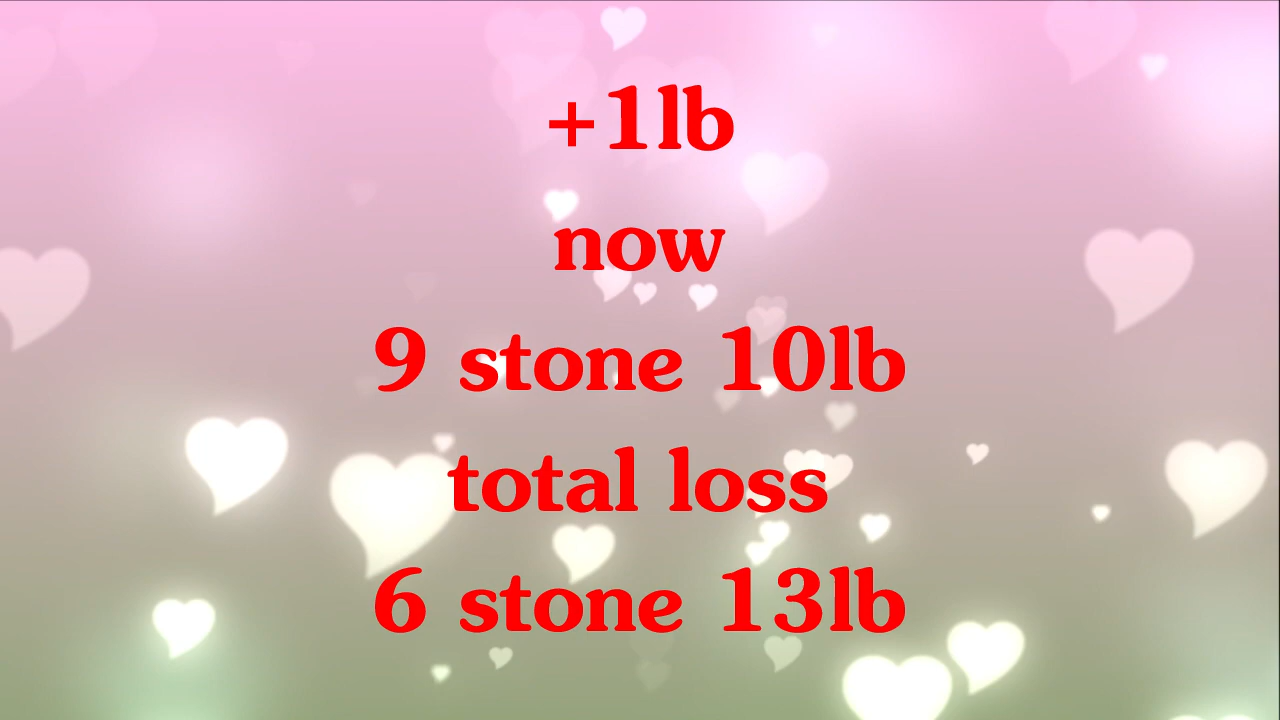 +1lb
now
9 stone 10lb
total loss
6 stone 13lb